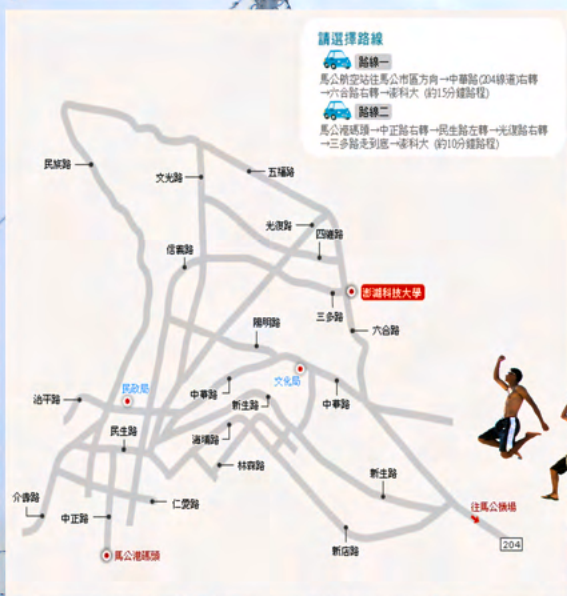 請選擇路線
路線一
馬公航空站往馬公市區方向→中華路(204線道)右轉
→六合路右轉→澎科大 (約15分鐘路程)
路線二
馬公港碼頭→中正路右轉→民生路左轉→光復路右轉
→三多路走到底→澎科大 (約10分鐘路程)
民族路
文光路
五福路
光復路
四維路
信義路
澎湖科技大學
三多路
六合路
陽明路
民政局
文化局
治平路
中華路
新生路
中華路
民生路
海埔路
林森路
新生路
介壽路
仁愛路
中正路
往馬公機場
新店路
204
馬公港碼頭